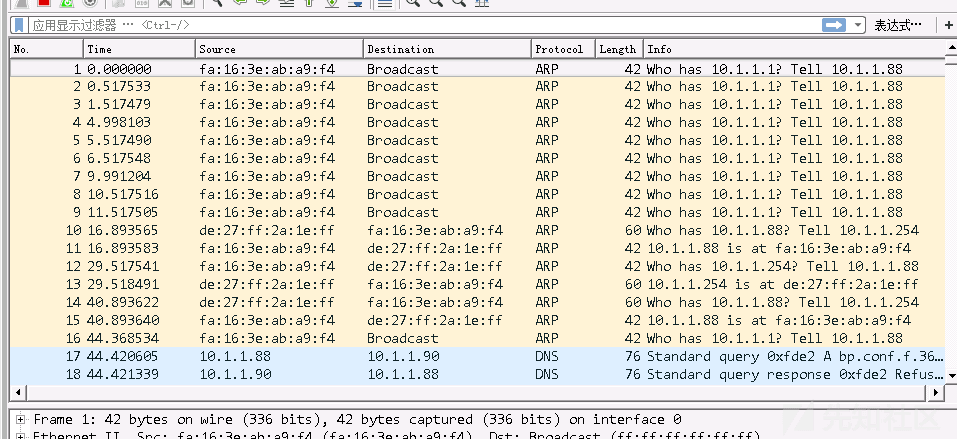 应用显示过滤器 … <Ctrl-/> 表达式… +
No. Time Source Destination Protocol Length Info
1 0.000000 fa:16:3e:ab:a9:f4 Broadcast ARP 42 Who has 10.1.1.1? Tell 10.1.1.88
2 0.517533 fa:16:3e:ab:a9:f4 Broadcast ARP 42 Who has 10.1.1.1? Tell 10.1.1.88
3 1.517479 fa:16:3e:ab:a9:f4 Broadcast ARP 42 Who has 10.1.1.1? Tell 10.1.1.88
4 4.998103 fa:16:3e:ab:a9:f4 Broadcast ARP 42 Who has 10.1.1.1? Tell 10.1.1.88
5 5.517490 fa:16:3e:ab:a9:f4 Broadcast ARP 42 Who has 10.1.1.1? Tell 10.1.1.88
6 6.517548 fa:16:3e:ab:a9:f4 Broadcast ARP 42 Who has 10.1.1.1? Tell 10.1.1.88
7 9.991204 fa:16:3e:ab:a9:f4 Broadcast ARP 42 Who has 10.1.1.1? Tell 10.1.1.88
8 10.517516 fa:16:3e:ab:a9:f4 Broadcast ARP 42 Who has 10.1.1.1? Tell 10.1.1.88
9 11.517505 fa:16:3e:ab:a9:f4 Broadcast ARP 42 Who has 10.1.1.1? Tell 10.1.1.88
10 16.893565 de:27:ff:2a:1e:ff fa:16:3e:ab:a9:f4 ARP 60 Who has 10.1.1.88? Tell 10.1.1.254
11 16.893583 fa:16:3e:ab:a9:f4 de:27:ff:2a:1e:ff ARP 42 10.1.1.88 is at fa:16:3e:ab:a9:f4
12 29.517541 fa:16:3e:ab:a9:f4 de:27:ff:2a:1e:ff ARP 42 Who has 10.1.1.254? Tell 10.1.1.88
13 29.518491 de:27:ff:2a:1e:ff fa:16:3e:ab:a9:f4 ARP 60 10.1.1.254 is at de:27:ff:2a:1e:ff
14 40.893622 de:27:ff:2a:1e:ff fa:16:3e:ab:a9:f4 ARP 60 Who has 10.1.1.88? Tell 10.1.1.254
15 40.893640 fa:16:3e:ab:a9:f4 de:27:ff:2a:1e:ff ARP 42 10.1.1.88 is at fa:16:3e:ab:a9:f4
16 44.368534 fa:16:3e:ab:a9:f4 Broadcast ARP 42 Who has 10.1.1.1? Tell 10.1.1.88
17 44.420605 10.1.1.88 10.1.1.90 DNS 76 Standard query 0xfde2 A bp.conf.f.36…
18 44.421339 10.1.1.90 10.1.1.88 DNS 76 Standard query response 0xfde2 Refus…
Frame 1: 42 bytes on wire (336 bits), 42 bytes captured (336 bits) on interface 0
Ethernet II, Src: fa:16:3e:ab:a9:f4 (fa:16:3e:ab:a9:f4), Dst: Broadcast (ff:ff:ff:ff:ff:ff)
先知社区